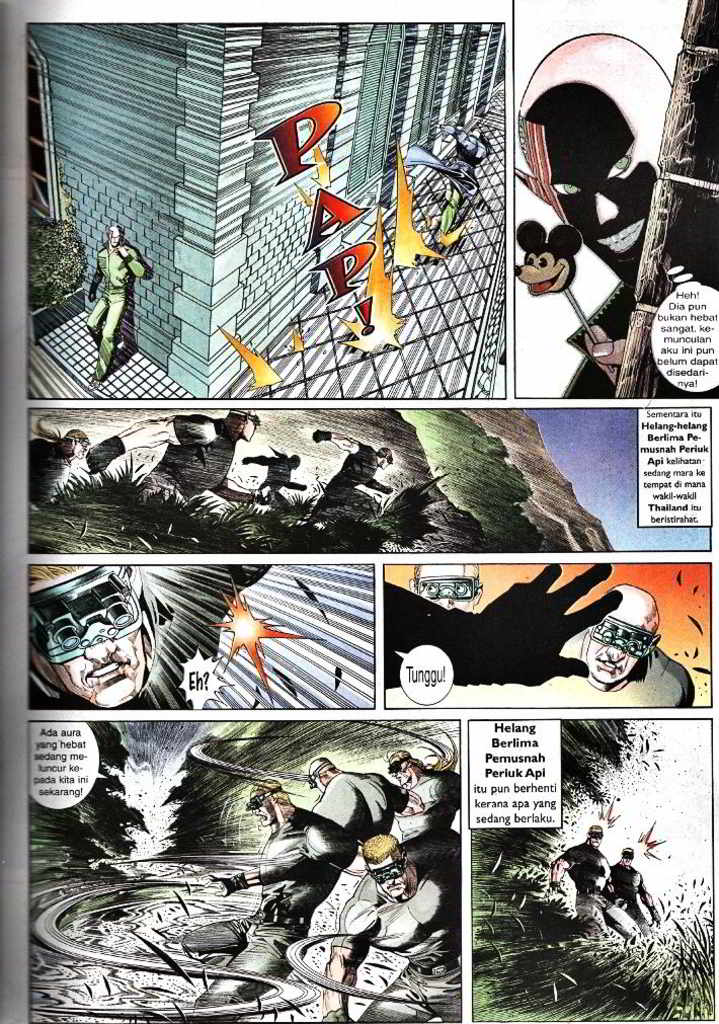 PAP!
Heh!
Dia pun
bukan hebat
sangat, ke-
munculan
aku ini pun
belum dapat
disedari-
nya!
Sementara itu
Helang-helang
Berlima Pe-
musnah Periuk
Api kelihatan
sedang mara ke
tempat di mana
wakil-wakil
Thailand itu
beristirahat.
Eh?
Tunggu!
Ada aura
yang hebat
sedang me-
luncur ke-
pada kita ini
sekarang!
Helang
Berlima
Pemusnah
Periuk Api
itu pun berhenti
kerana apa yang
sedang berlaku.